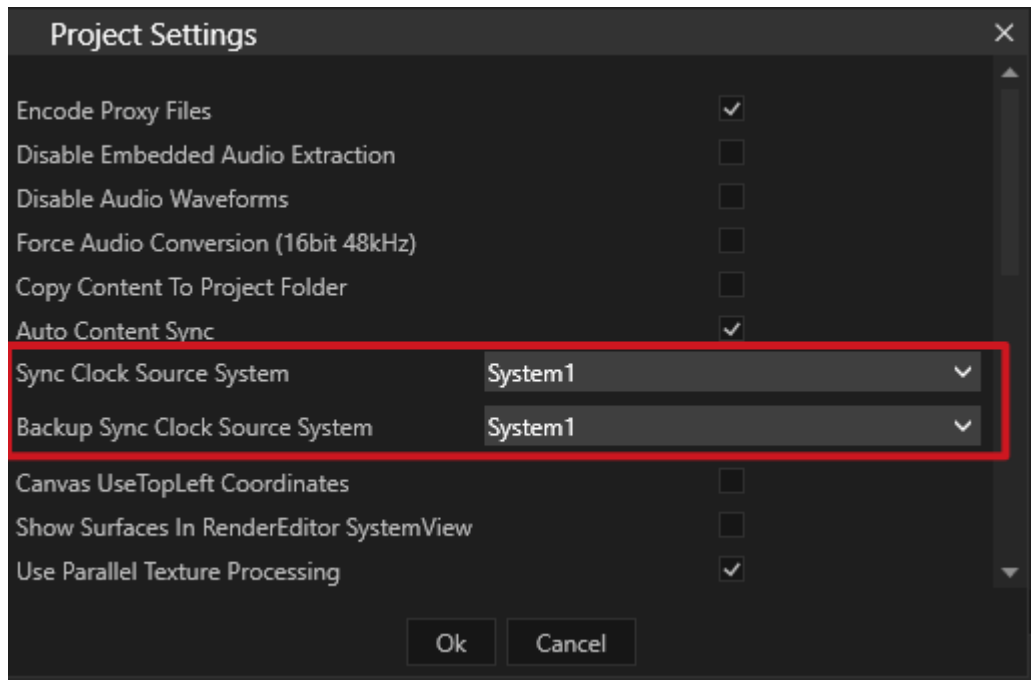 Project Settings
Encode Proxy Files
Disable Embedded Audio Extraction
Disable Audio Waveforms
Force Audio Conversion (16bit 48kHz)
Copy Content To Project Folder
Auto Content Sync
Sync Clock Source System System1
Backup Sync Clock Source System System1
Canvas UseTopLeft Coordinates
Show Surfaces In RenderEditor SystemView
Use Parallel Texture Processing
Ok Cancel